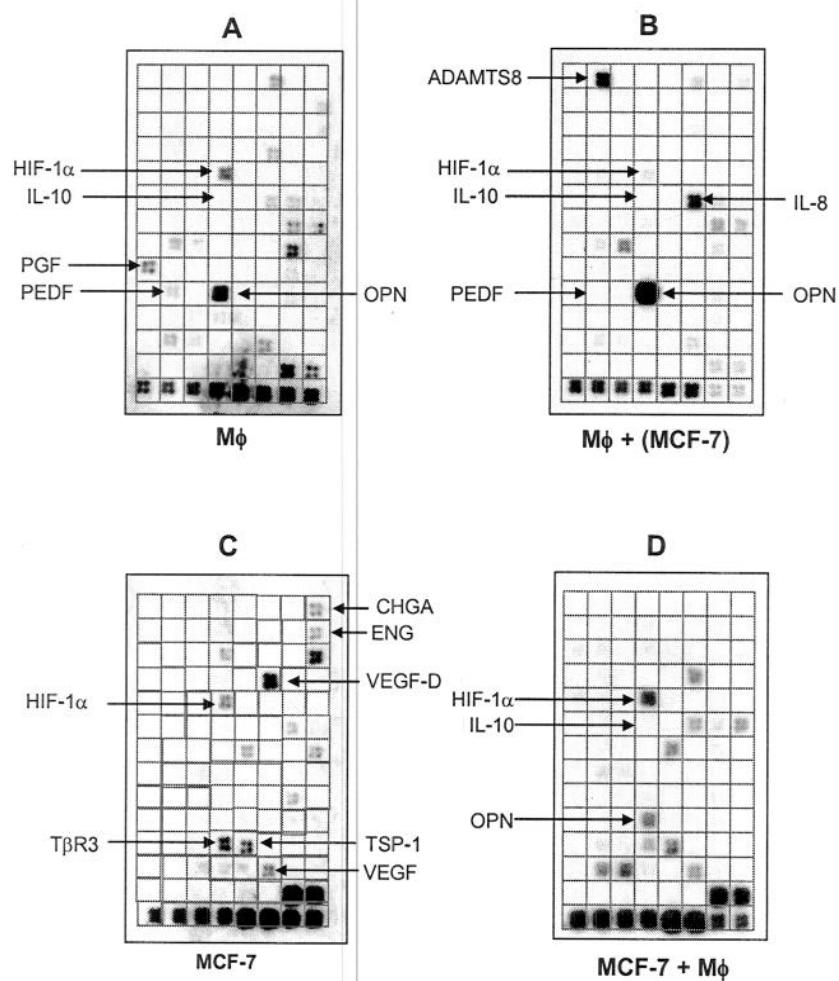 A
HIF-1α
IL-10
PGF
PEDF
OPN
Mϕ
B
ADAMTS8
HIF-1α
IL-10
IL-8
PEDF
OPN
Mϕ + (MCF-7)
C
CHGA
ENG
VEGF-D
HIF-1α
TβR3
TSP-1
VEGF
MCF-7
D
HIF-1α
IL-10
OPN
MCF-7 + Mϕ